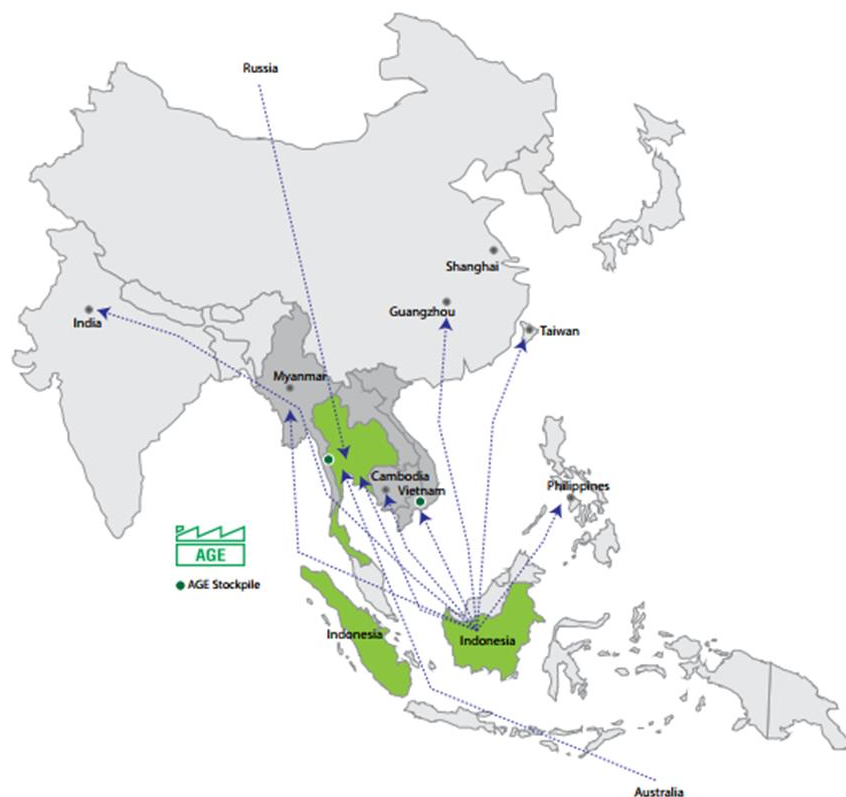 Russia
Shanghai
Guangzhou
India
Taiwan
Myanmar
Cambodia
Vietnam
Philippines
AGE
AGE Stockpile
Indonesia
Indonesia
Australia